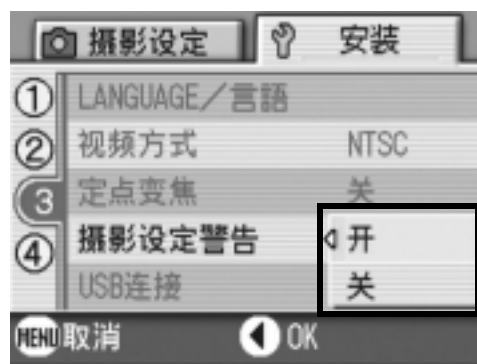 攝影设定 安装
① LANGUAGE／言語
② 视频方式 NTSC
3 定点变焦 关
④ 攝影设定警告 开
USB连接 关
MENU 取消 OK